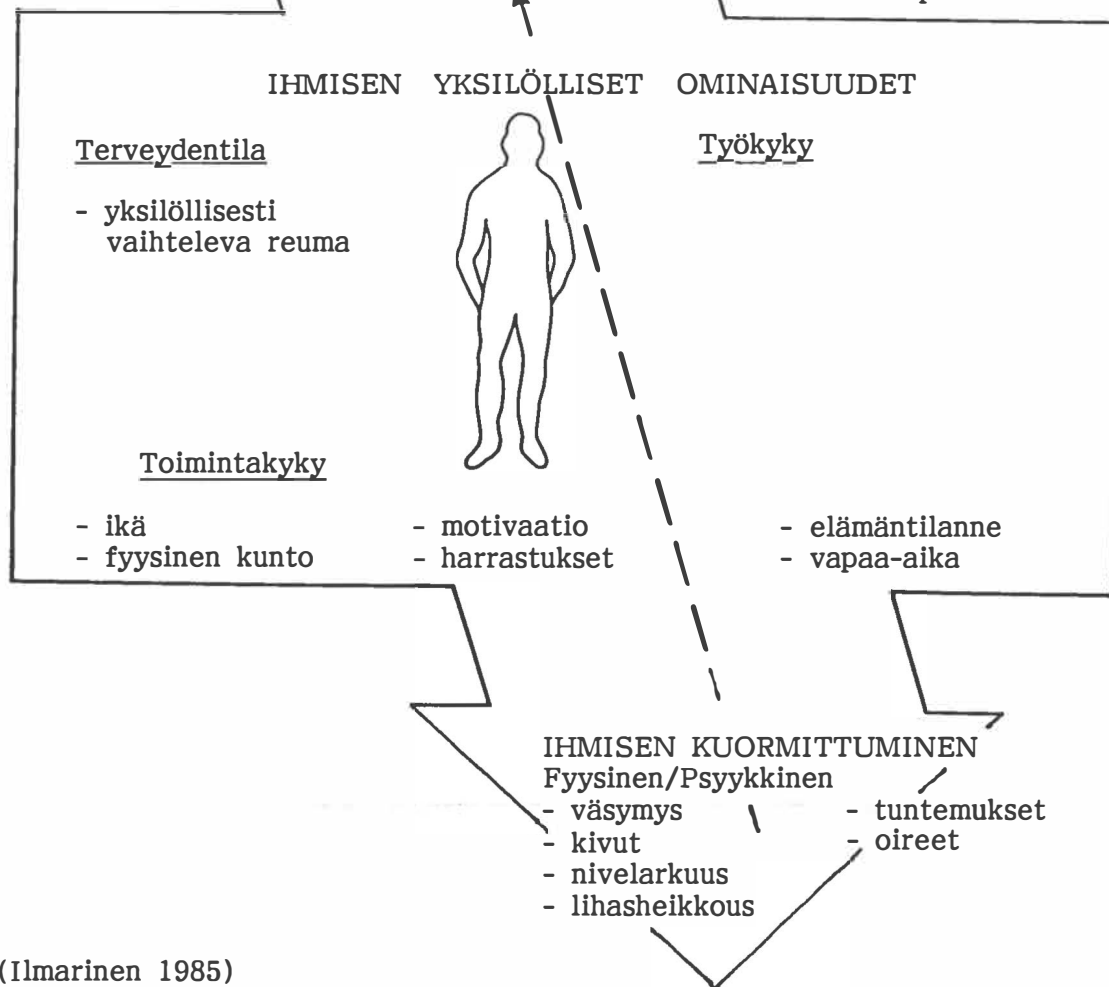 IHMISEN YKSILÖLLISET OMINAISUUDET
Terveydentila
Työkyky
- yksilöllisesti
vaihteleva reuma
Toimintakyky
- ikä
- fyysinen kunto
- motivaatio
- harrastukset
- elämäntilanne
- vapaa-aika
IHMISEN KUORMITTUMINEN
Fyysinen/Psyykkinen
- väsymys
- kivut
- nivelarkuus
- lihasheikkous
- tuntemukset
- oireet
(Ilmarinen 1985)